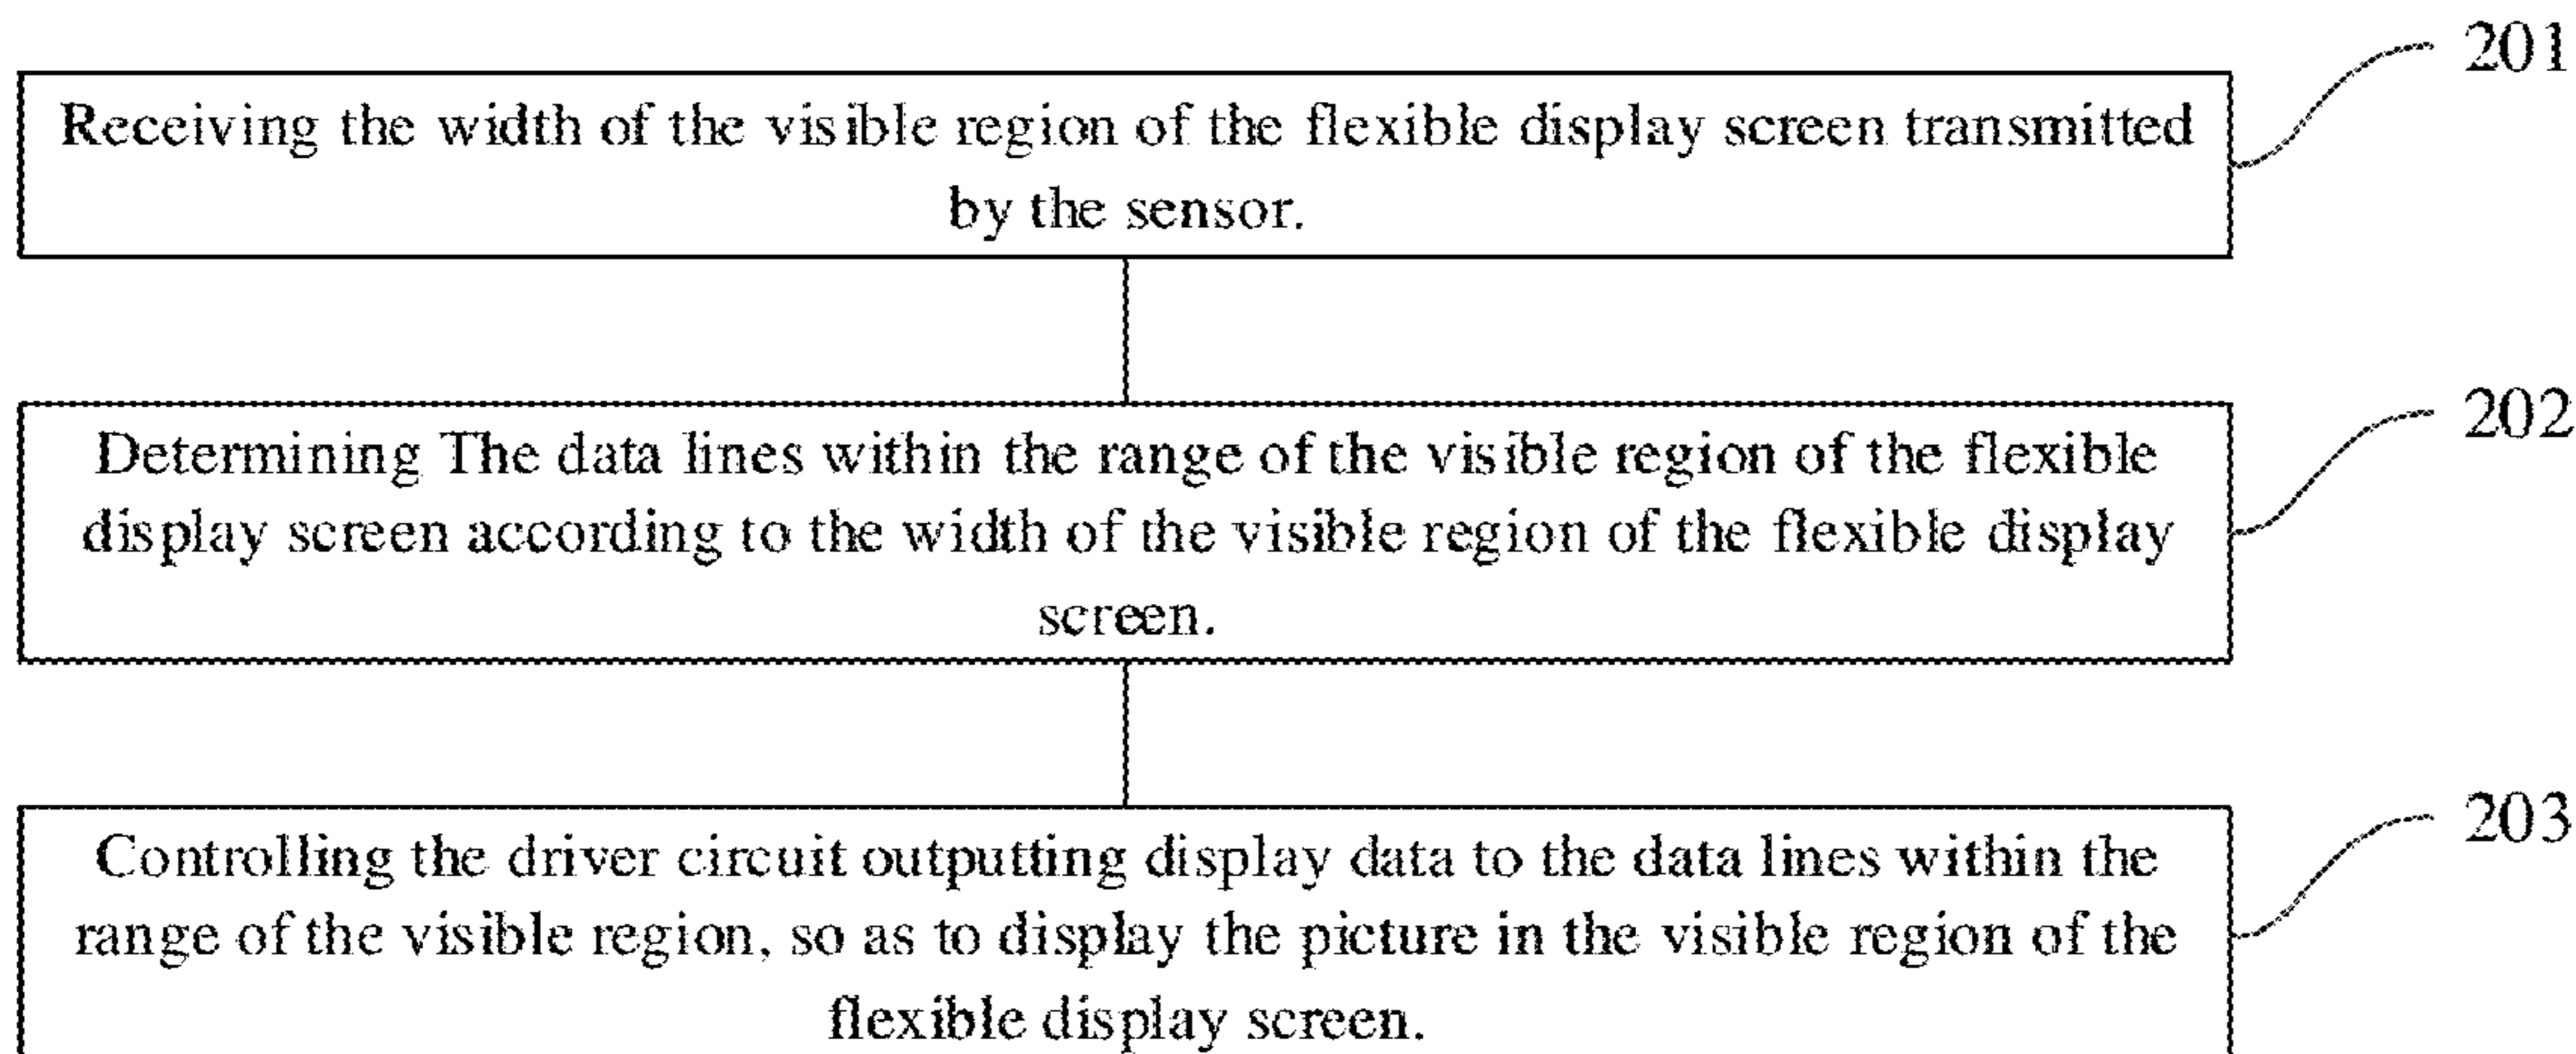 201
Receiving the width of the visible region of the flexible display screen transmitted
by the sensor.
202
Determining The data lines within the range of the visible region of the flexible
display screen according to the width of the visible region of the flexible display
screen.
203
Controlling the driver circuit outputting display data to the data lines within the
range of the visible region, so as to display the picture in the visible region of the
flexible display screen.